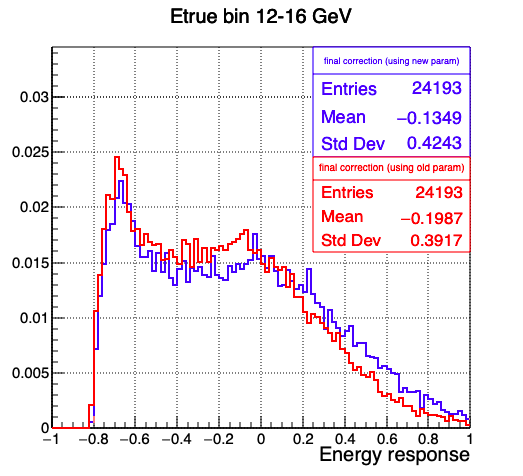 Etrue bin 12-16 GeV
final correction (using new param)
Entries 24193
Mean −0.1349
Std Dev 0.4243
final correction (using old param)
Entries 24193
Mean −0.1987
Std Dev 0.3917
0.03
0.025
0.02
0.015
0.01
0.005
0
−1 −0.8 −0.6 −0.4 −0.2 0 0.2 0.4 0.6 0.8 1
Energy response